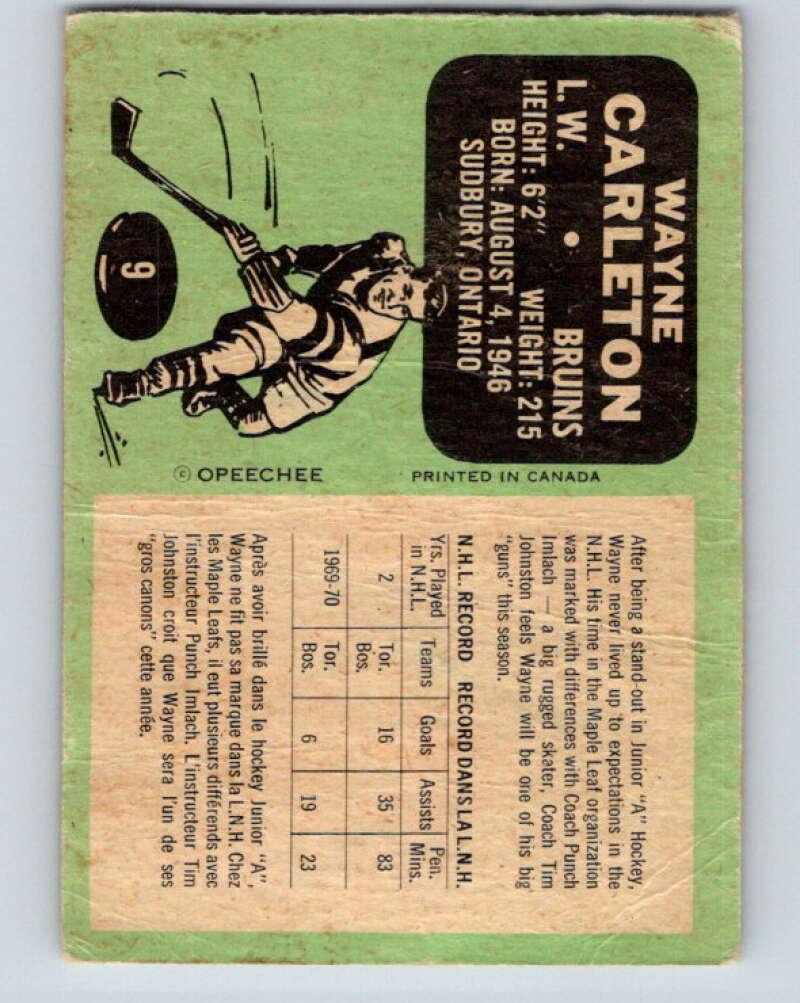 WAYNE
CARLETON
L.W. • BRUINS
HEIGHT: 6'2" WEIGHT: 215
BORN: AUGUST 4, 1946
SUDBURY, ONTARIO
9
© OPEECHEE
PRINTED IN CANADA
After being a stand-out in Junior "A" Hockey,
Wayne never lived up to expectations in the
N.H.L. His time in the Maple Leaf organization
was marked with differences with Coach Punch
Imlach — a big rugged skater, Coach Tim
Johnston feels Wayne will be one of his big
"guns" this season.
N.H.L. RECORD RECORD DANS LA L.N.H.
Yrs. Played Teams Goals Assists Pen.
in N.H.L. Mins.
2 Tor. 16 35 83
Bos.
1969-70 Tor. 6 19 23
Bos.
Après avoir brillé dans le hockey Junior "A",
Wayne ne fit pas sa marque dans la L.N.H. Chez
les Maple Leafs, il eut plusieurs différends avec
l'instructeur Punch Imlach. L'instructeur Tim
Johnston croit que Wayne sera l'un de ses
"gros canons" cette année.